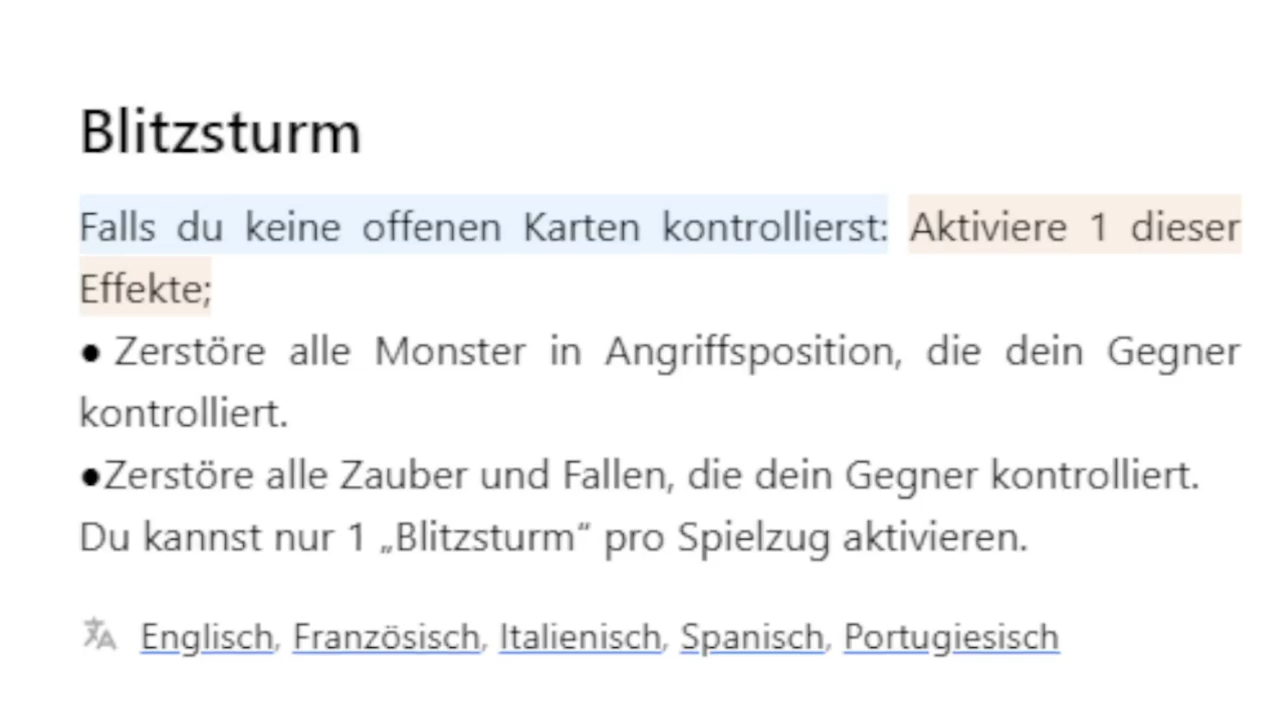 Blitzsturm
Falls du keine offenen Karten kontrollierst: Aktiviere 1 dieser
Effekte;
● Zerstöre alle Monster in Angriffsposition, die dein Gegner
kontrolliert.
●Zerstöre alle Zauber und Fallen, die dein Gegner kontrolliert.
Du kannst nur 1 „Blitzsturm“ pro Spielzug aktivieren.
Englisch, Französisch, Italienisch, Spanisch, Portugiesisch